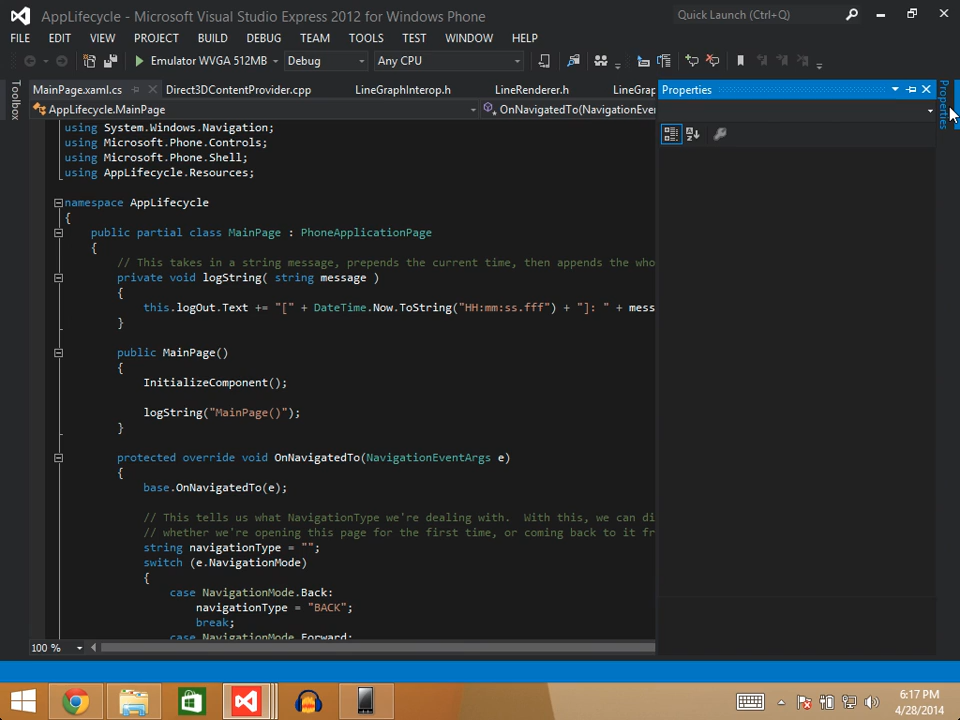 AppLifecycle - Microsoft Visual Studio Express 2012 for Windows Phone
Quick Launch (Ctrl+Q)
FILE EDIT VIEW PROJECT BUILD DEBUG TEAM TOOLS TEST WINDOW HELP
Emulator WVGA 512MB Debug Any CPU
Toolbox
MainPage.xaml.cs Direct3DContentProvider.cpp LineGraphInterop.h LineRenderer.h LineGrap
Properties
Properties
AppLifecycle.MainPage OnNavigatedTo(NavigationEver
using System.Windows.Navigation;
using Microsoft.Phone.Controls;
using Microsoft.Phone.Shell;
using AppLifecycle.Resources;
namespace AppLifecycle
{
public partial class MainPage : PhoneApplicationPage
{
// This takes in a string message, prepends the current time, then appends the who
private void logString( string message )
{
this.logOut.Text += "[" + DateTime.Now.ToString("HH:mm:ss.fff") + "]: " + mess
}
public MainPage()
{
InitializeComponent();
logString("MainPage()");
}
protected override void OnNavigatedTo(NavigationEventArgs e)
{
base.OnNavigatedTo(e);
// This tells us what NavigationType we're dealing with.  With this, we can di
// whether we're opening this page for the first time, or coming back to it fr
string navigationType = "";
switch (e.NavigationMode)
{
case NavigationMode.Back:
navigationType = "BACK";
break;
case NavigationMode.Forward:
100 %
6:17 PM
4/28/2014